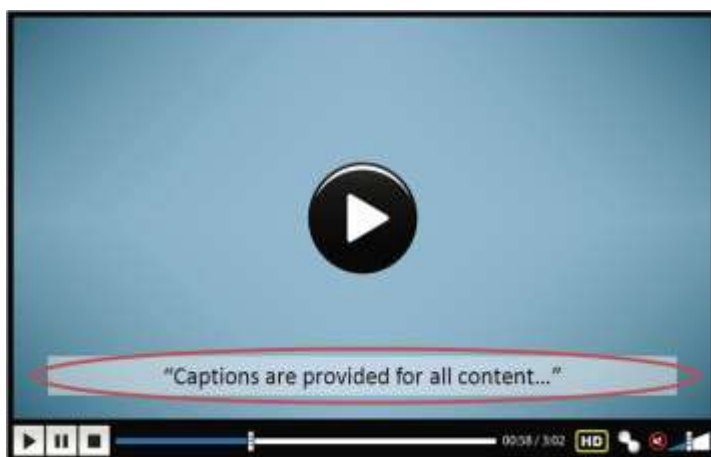 “Captions are provided for all content...”
00:58 / 3:02 HD